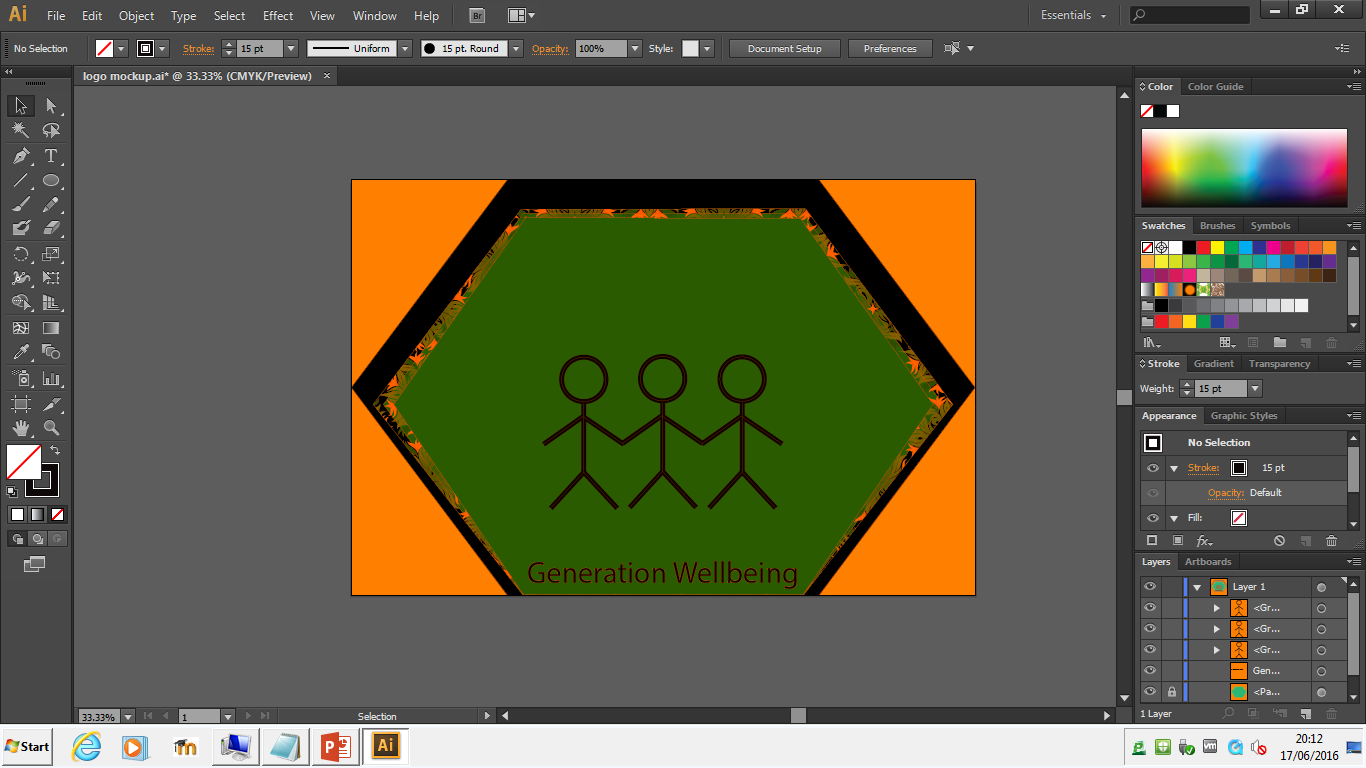 Ai File Edit Object Type Select Effect View Window Help Br Essentials
No Selection Stroke: 15 pt Uniform 15 pt. Round Opacity: 100% Style: Document Setup Preferences
logo mockup.ai* @ 33.33% (CMYK/Preview) ×
Color Color Guide
Swatches Brushes Symbols
Stroke Gradient Transparency
Weight: 15 pt
Appearance Graphic Styles
No Selection
Stroke: 15 pt
Opacity: Default
Fill:
fx
Layers Artboards
Layer 1
<Gr...
<Gr...
<Gr...
Gen...
<Pa...
1 Layer
Generation Wellbeing
33.33% 1 Selection
Start Ai 20:12
17/06/2016